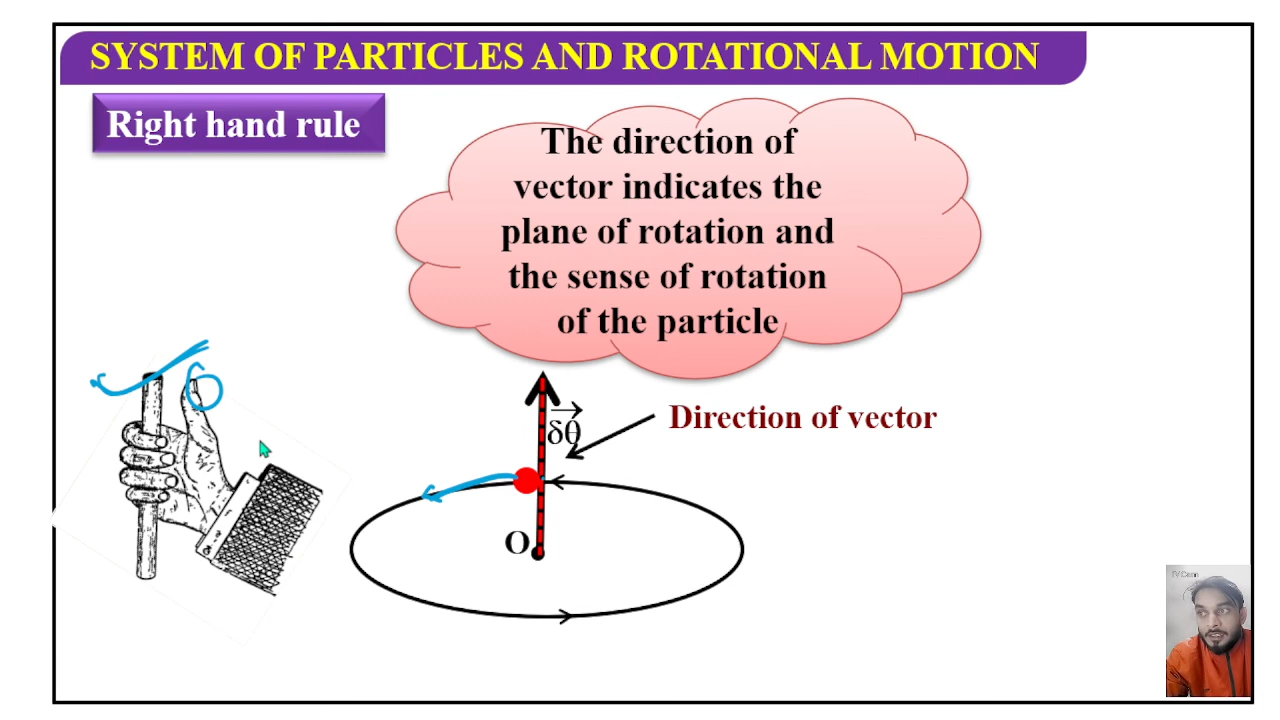 SYSTEM OF PARTICLES AND ROTATIONAL MOTION
Right hand rule
The direction of
vector indicates the
plane of rotation and
the sense of rotation
of the particle
δθ⃗
Direction of vector
O